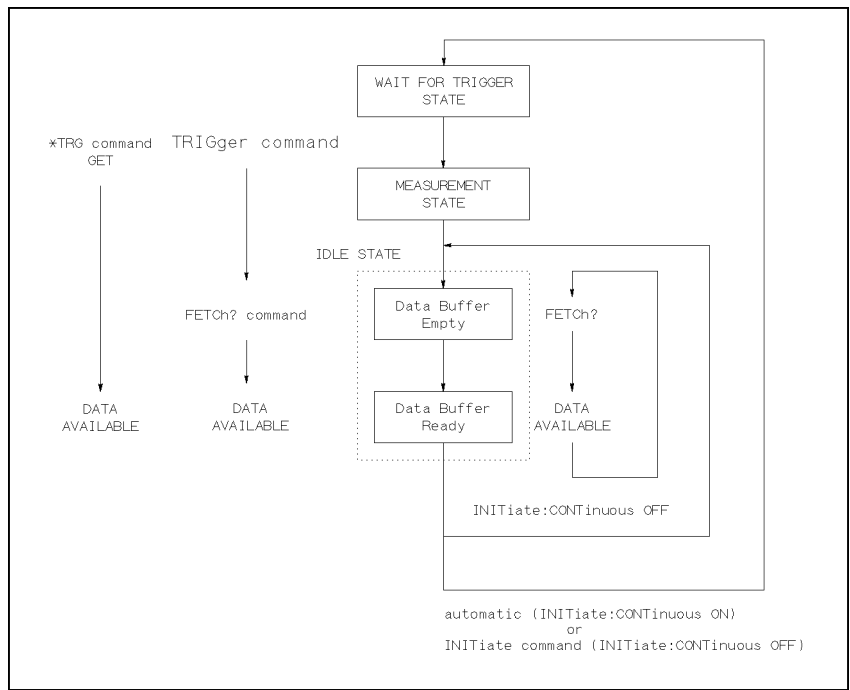 WAIT FOR TRIGGER
STATE
*TRG command
GET
TRIGger command
MEASUREMENT
STATE
IDLE STATE
Data Buffer
Empty
FETCh? command
FETCh?
DATA
AVAILABLE
DATA
AVAILABLE
Data Buffer
Ready
DATA
AVAILABLE
INITiate:CONTinuous OFF
automatic (INITiate:CONTinuous ON)
or
INITiate command (INITiate:CONTinuous OFF)